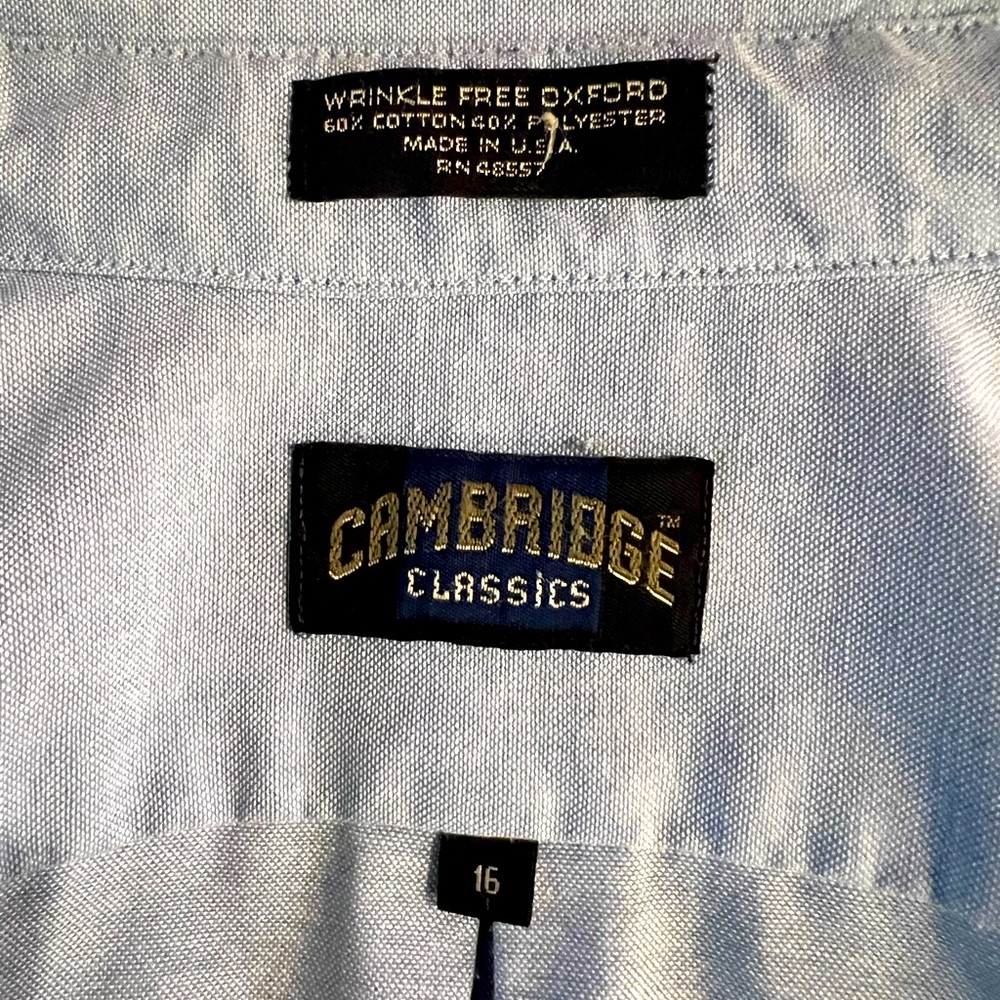 WRINKLE FREE OXFORD
60% COTTON 40% POLYESTER
MADE IN U.S.A.
RN 48557
CAMBRIDGE™
CLASSICS
16